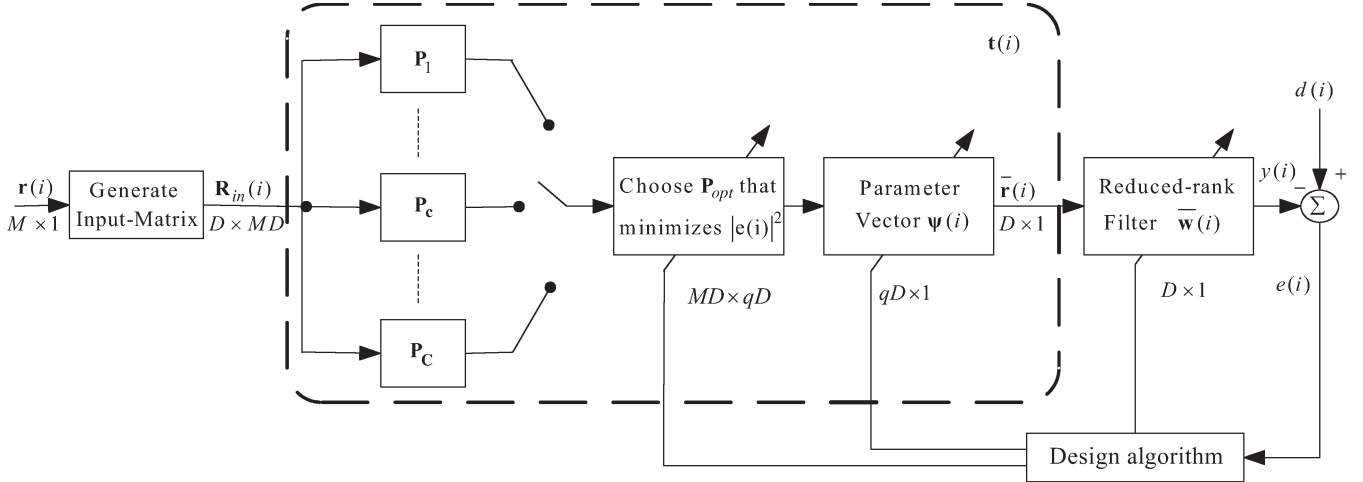 t(i)
P_1
d(i)
r(i)
M × 1
Generate
Input-Matrix
R_in(i)
D × MD
P_c
Choose P_opt that
minimizes |e(i)|^2
MD × qD
Parameter
Vector ψ(i)
qD × 1
r̄(i)
D × 1
Reduced-rank
Filter w̄(i)
D × 1
y(i)
−
+
Σ
e(i)
P_C
Design algorithm